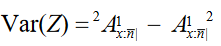 Var(Z) = ²A¹x:n̅| − A¹x:n̅|²